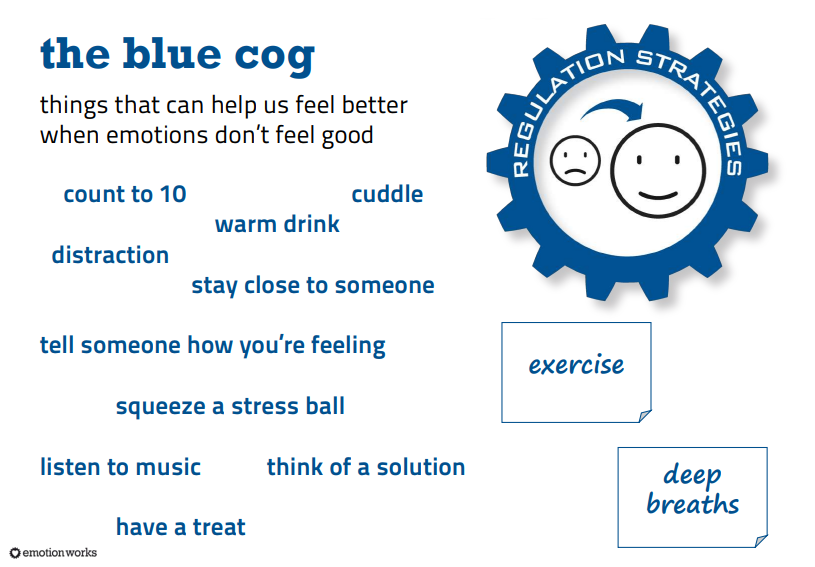 the blue cog
things that can help us feel better
when emotions don't feel good
REGULATION STRATEGIES
count to 10
cuddle
warm drink
distraction
stay close to someone
tell someone how you're feeling
exercise
squeeze a stress ball
listen to music
think of a solution
deep
breaths
have a treat
emotionworks